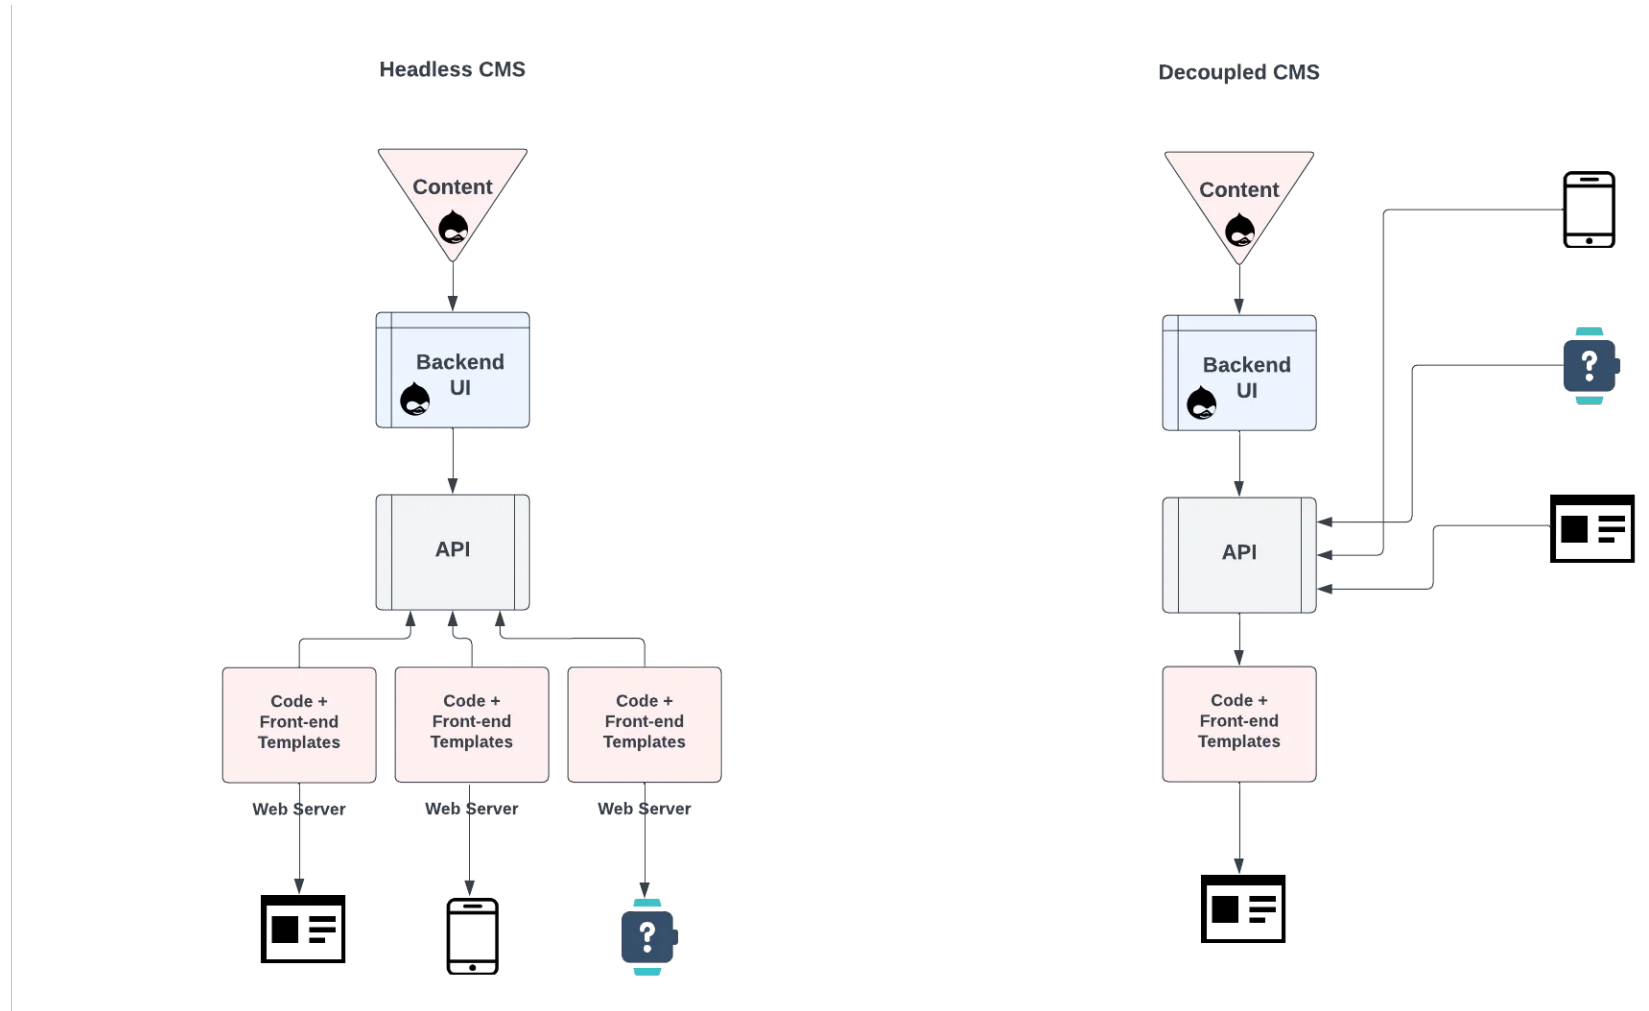 Headless CMS
Content
Backend
UI
API
Code +
Front-end
Templates
Code +
Front-end
Templates
Code +
Front-end
Templates
Web Server
Web Server
Web Server
Decoupled CMS
Content
Backend
UI
API
Code +
Front-end
Templates
?
?